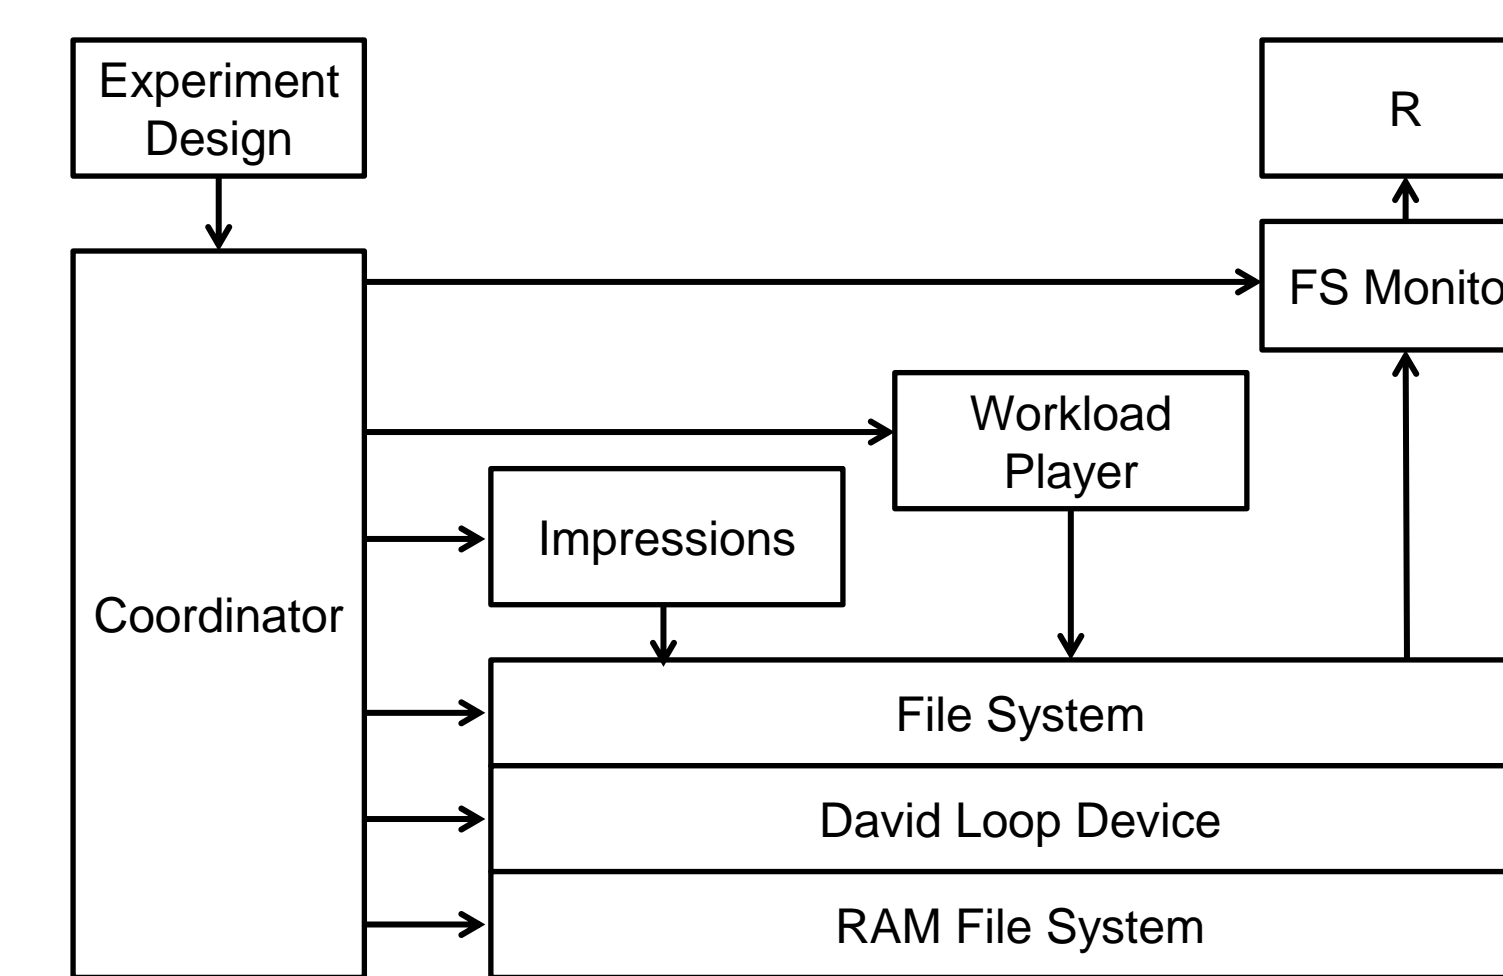 Experiment
Design
R
FS Monito
Workload
Player
Impressions
Coordinator
File System
David Loop Device
RAM File System